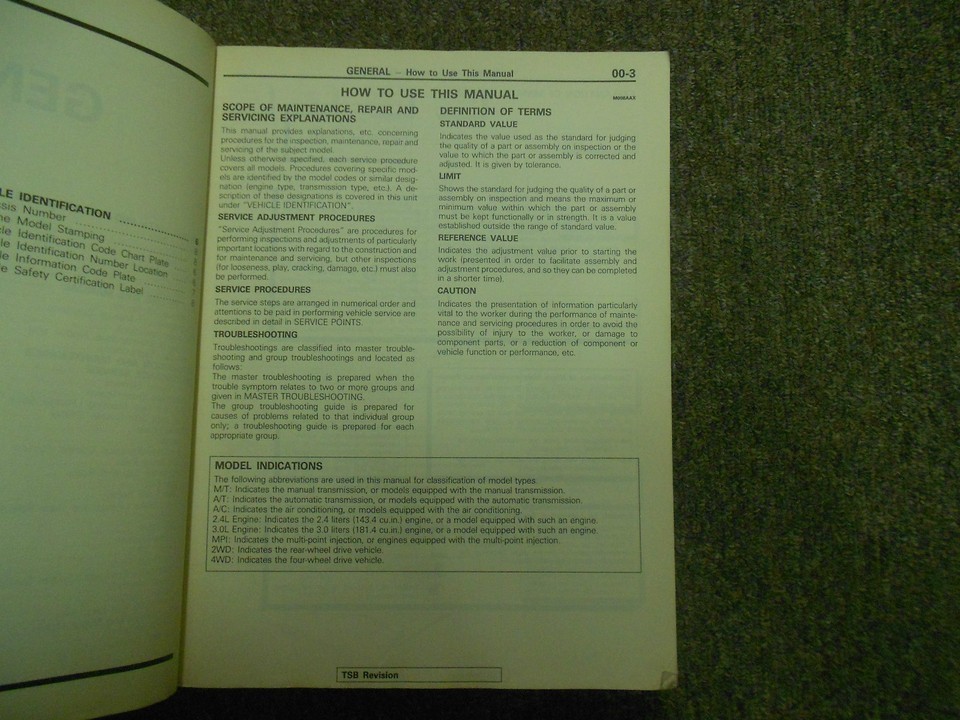 LE IDENTIFICATION
sis Number
ne Model Stamping
cle Identification Code Chart Plate
le Identification Number Location
le Information Code Plate
e Safety Certification Label
GENERAL – How to Use This Manual 00-3
HOW TO USE THIS MANUAL
M00BAAX
SCOPE OF MAINTENANCE, REPAIR AND
SERVICING EXPLANATIONS
This manual provides explanations, etc. concerning
procedures for the inspection, maintenance, repair and
servicing of the subject model.
Unless otherwise specified, each service procedure
covers all models. Procedures covering specific mod-
els are identified by the model codes or similar desig-
nation (engine type, transmission type, etc.). A de-
scription of these designations is covered in this unit
under "VEHICLE IDENTIFICATION".
SERVICE ADJUSTMENT PROCEDURES
"Service Adjustment Procedures" are procedures for
performing inspections and adjustments of particularly
important locations with regard to the construction and
for maintenance and servicing, but other inspections
(for looseness, play, cracking, damage, etc.) must also
be performed.
SERVICE PROCEDURES
The service steps are arranged in numerical order and
attentions to be paid in performing vehicle service are
described in detail in SERVICE POINTS.
TROUBLESHOOTING
Troubleshootings are classified into master trouble-
shooting and group troubleshootings and located as
follows:
The master troubleshooting is prepared when the
trouble symptom relates to two or more groups and
given in MASTER TROUBLESHOOTING.
The group troubleshooting guide is prepared for
causes of problems related to that individual group
only; a troubleshooting guide is prepared for each
appropriate group.
DEFINITION OF TERMS
STANDARD VALUE
Indicates the value used as the standard for judging
the quality of a part or assembly on inspection or the
value to which the part or assembly is corrected and
adjusted. It is given by tolerance.
LIMIT
Shows the standard for judging the quality of a part or
assembly on inspection and means the maximum or
minimum value within which the part or assembly
must be kept functionally or in strength. It is a value
established outside the range of standard value.
REFERENCE VALUE
Indicates the adjustment value prior to starting the
work (presented in order to facilitate assembly and
adjustment procedures, and so they can be completed
in a shorter time).
CAUTION
Indicates the presentation of information particularly
vital to the worker during the performance of mainte-
nance and servicing procedures in order to avoid the
possibility of injury to the worker, or damage to
component parts, or a reduction of component or
vehicle function or performance, etc.
MODEL INDICATIONS
The following abbreviations are used in this manual for classification of model types.
M/T: Indicates the manual transmission, or models equipped with the manual transmission.
A/T: Indicates the automatic transmission, or models equipped with the automatic transmission.
A/C: Indicates the air conditioning, or models equipped with the air conditioning.
2.4L Engine: Indicates the 2.4 liters (143.4 cu.in.) engine, or a model equipped with such an engine.
3.0L Engine: Indicates the 3.0 liters (181.4 cu.in.) engine, or a model equipped with such an engine.
MPI: Indicates the multi-point injection, or engines equipped with the multi-point injection.
2WD: Indicates the rear-wheel drive vehicle.
4WD: Indicates the four-wheel drive vehicle.
TSB Revision